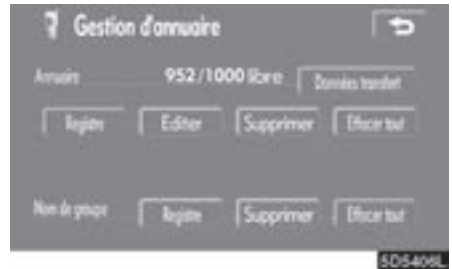 Gestion d'annuaire
Annuaire 952/1000 libre Données transfert
Registre Editer Supprimer Effacer tout
Nom de groupe Registre Supprimer Effacer tout
5D5406L